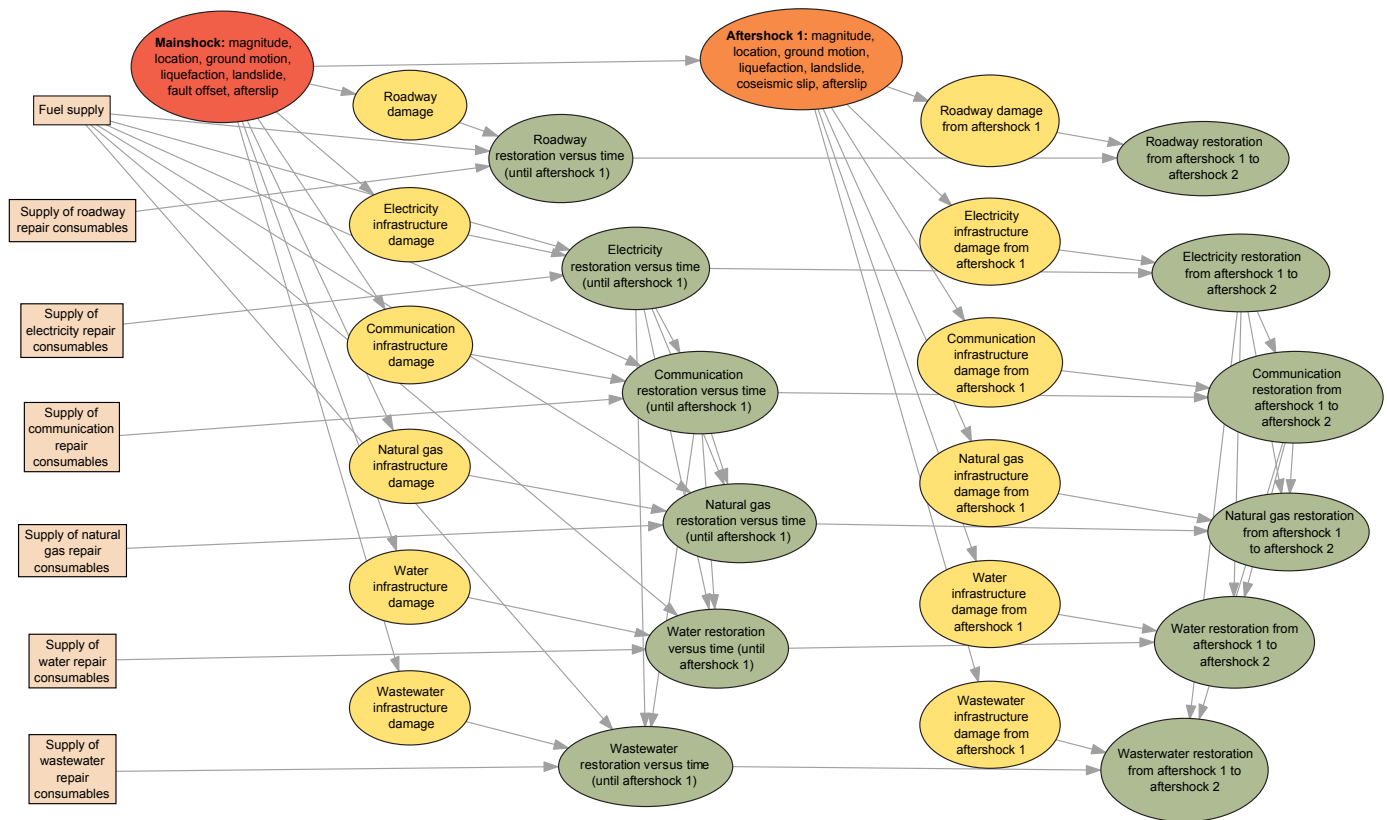 Mainshock: magnitude,
location, ground motion,
liquefaction, landslide,
fault offset, afterslip
Aftershock 1: magnitude,
location, ground motion,
liquefaction, landslide,
coseismic slip, afterslip
Fuel supply
Roadway
damage
Roadway
restoration versus time
(until aftershock 1)
Roadway damage
from aftershock 1
Roadway restoration
from aftershock 1 to
aftershock 2
Supply of roadway
repair consumables
Electricity
infrastructure
damage
Electricity
restoration versus time
(until aftershock 1)
Electricity
infrastructure
damage from
aftershock 1
Electricity restoration
from aftershock 1 to
aftershock 2
Supply of
electricity repair
consumables
Communication
infrastructure
damage
Communication
restoration versus time
(until aftershock 1)
Communication
infrastructure
damage from
aftershock 1
Communication
restoration from
aftershock 1 to
aftershock 2
Supply of
communication
repair
consumables
Natural gas
infrastructure
damage
Natural gas
restoration versus time
(until aftershock 1)
Natural gas
infrastructure
damage from
aftershock 1
Natural gas restoration
from aftershock 1
to aftershock 2
Supply of natural
gas repair
consumables
Water
infrastructure
damage
Water restoration
versus time (until
aftershock 1)
Water
infrastructure
damage from
aftershock 1
Water restoration from
aftershock 1 to
aftershock 2
Supply of
water repair
consumables
Wastewater
infrastructure
damage
Wastewater
restoration versus time
(until aftershock 1)
Wastewater
infrastructure
damage from
aftershock 1
Wasterwater restoration
from aftershock 1 to
aftershock 2
Supply of
wastewater
repair
consumables